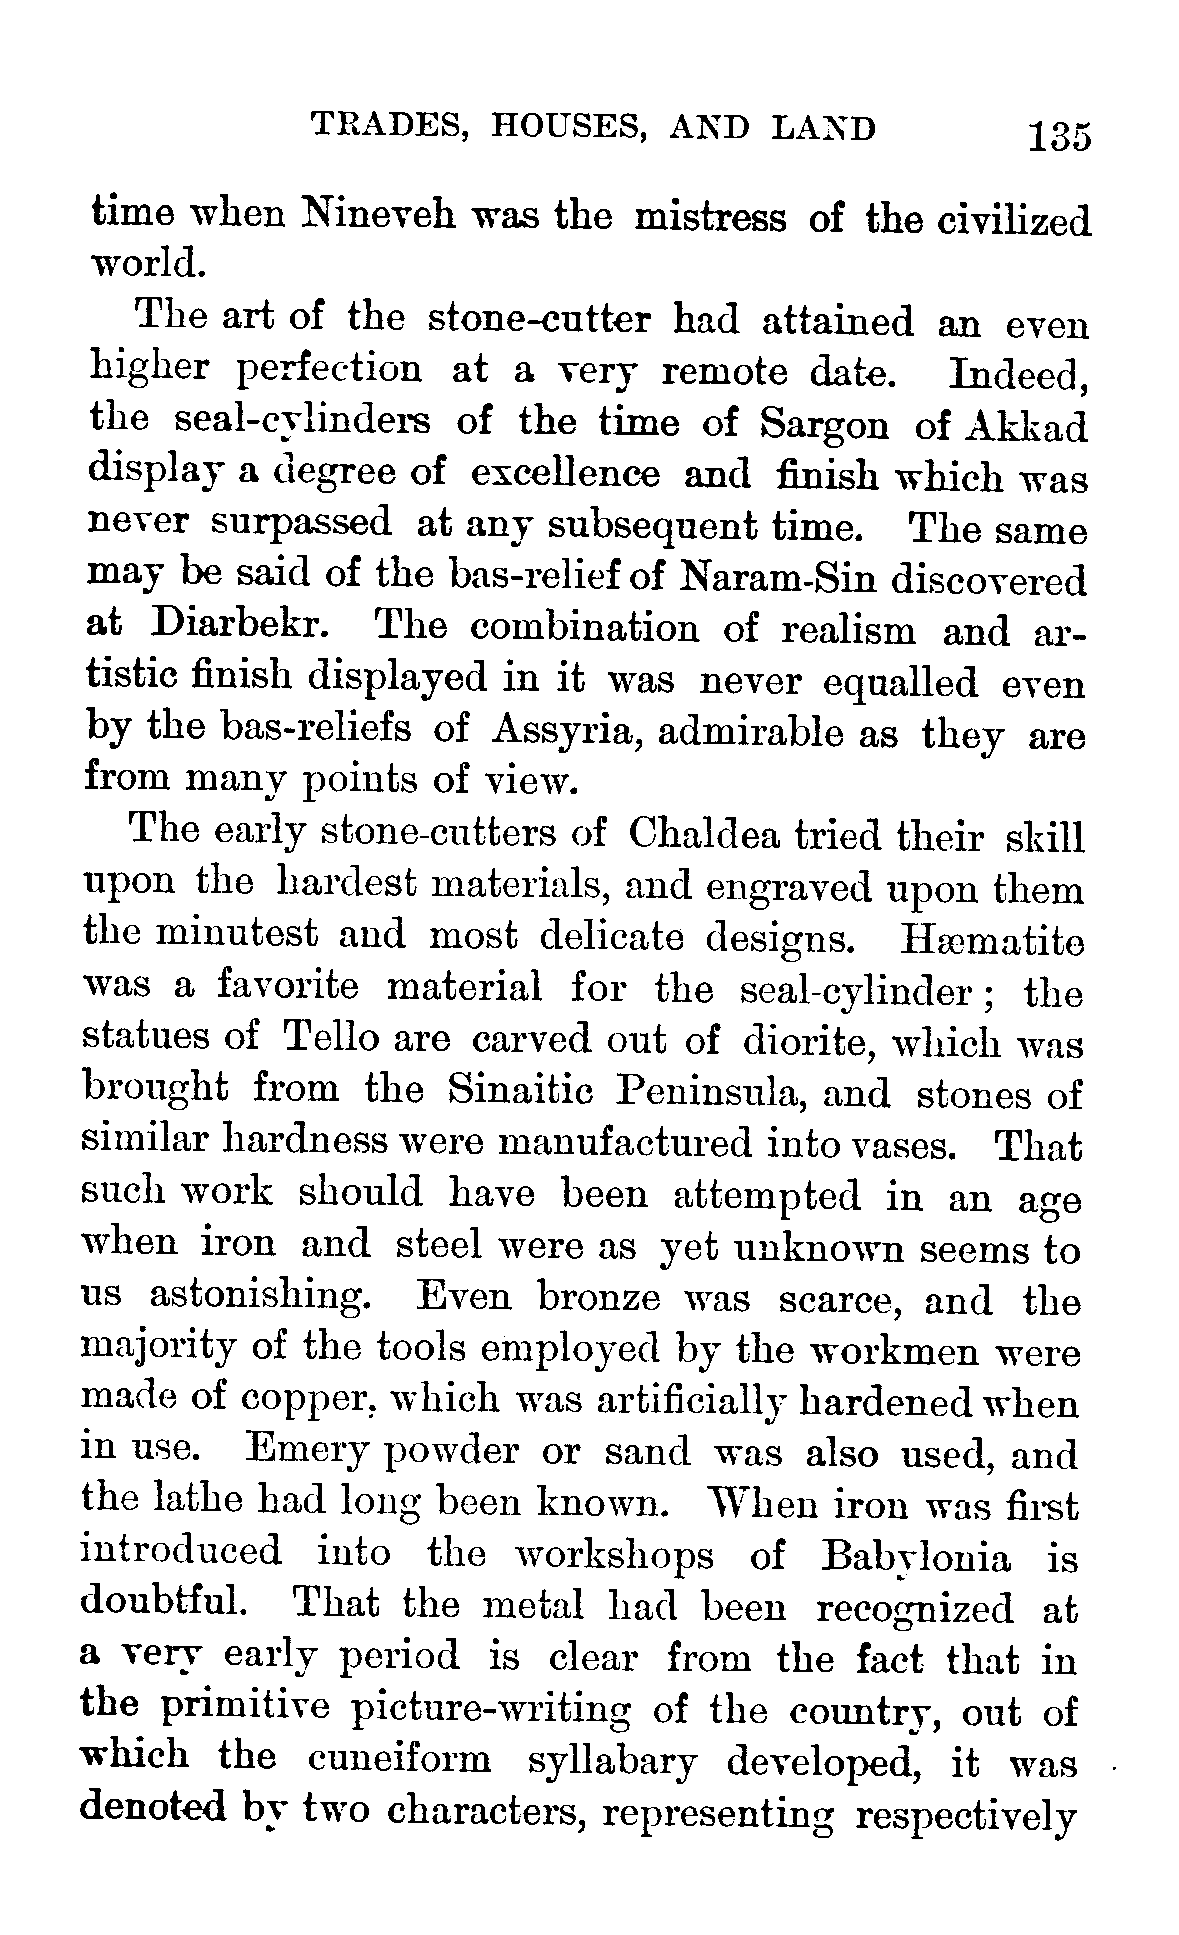 TRADES, HOUSES, AND LAND 135
time when Nineveh was the mistress of the civilized
world.
The art of the stone-cutter had attained an even
higher perfection at a very remote date. Indeed,
the seal-cylinders of the time of Sargon of Akkad
display a degree of excellence and finish which was
never surpassed at any subsequent time. The same
may be said of the bas-relief of Naram-Sin discovered
at Diarbekr. The combination of realism and ar-
tistic finish displayed in it was never equalled even
by the bas-reliefs of Assyria, admirable as they are
from many points of view.
The early stone-cutters of Chaldea tried their skill
upon the hardest materials, and engraved upon them
the minutest and most delicate designs. Hæmatite
was a favorite material for the seal-cylinder; the
statues of Tello are carved out of diorite, which was
brought from the Sinaitic Peninsula, and stones of
similar hardness were manufactured into vases. That
such work should have been attempted in an age
when iron and steel were as yet unknown seems to
us astonishing. Even bronze was scarce, and the
majority of the tools employed by the workmen were
made of copper, which was artificially hardened when
in use. Emery powder or sand was also used, and
the lathe had long been known. When iron was first
introduced into the workshops of Babylonia is
doubtful. That the metal had been recognized at
a very early period is clear from the fact that in
the primitive picture-writing of the country, out of
which the cuneiform syllabary developed, it was
denoted by two characters, representing respectively